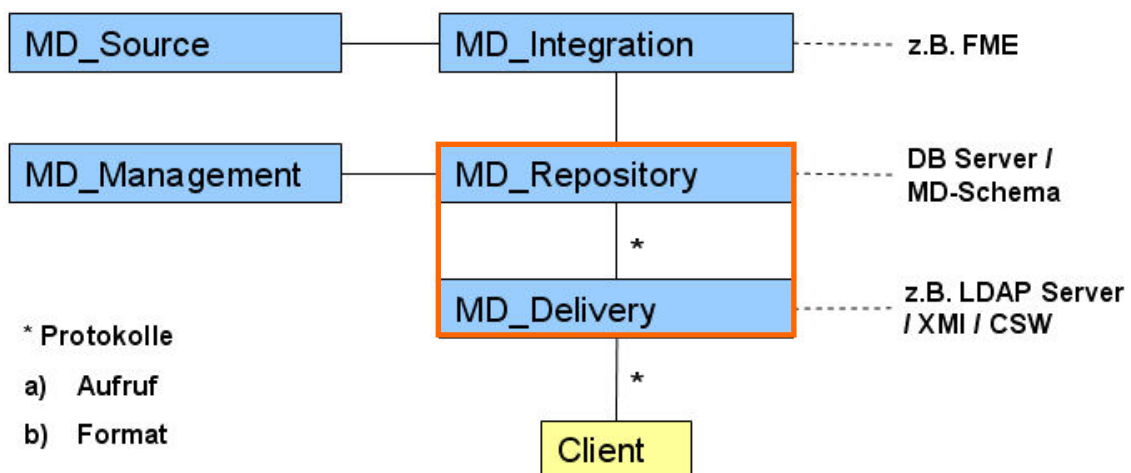 MD_Source
MD_Integration
z.B. FME
MD_Management
MD_Repository
DB Server /
MD-Schema
*
MD_Delivery
z.B. LDAP Server
/ XMI / CSW
* Protokolle
a) Aufruf
b) Format
*
Client